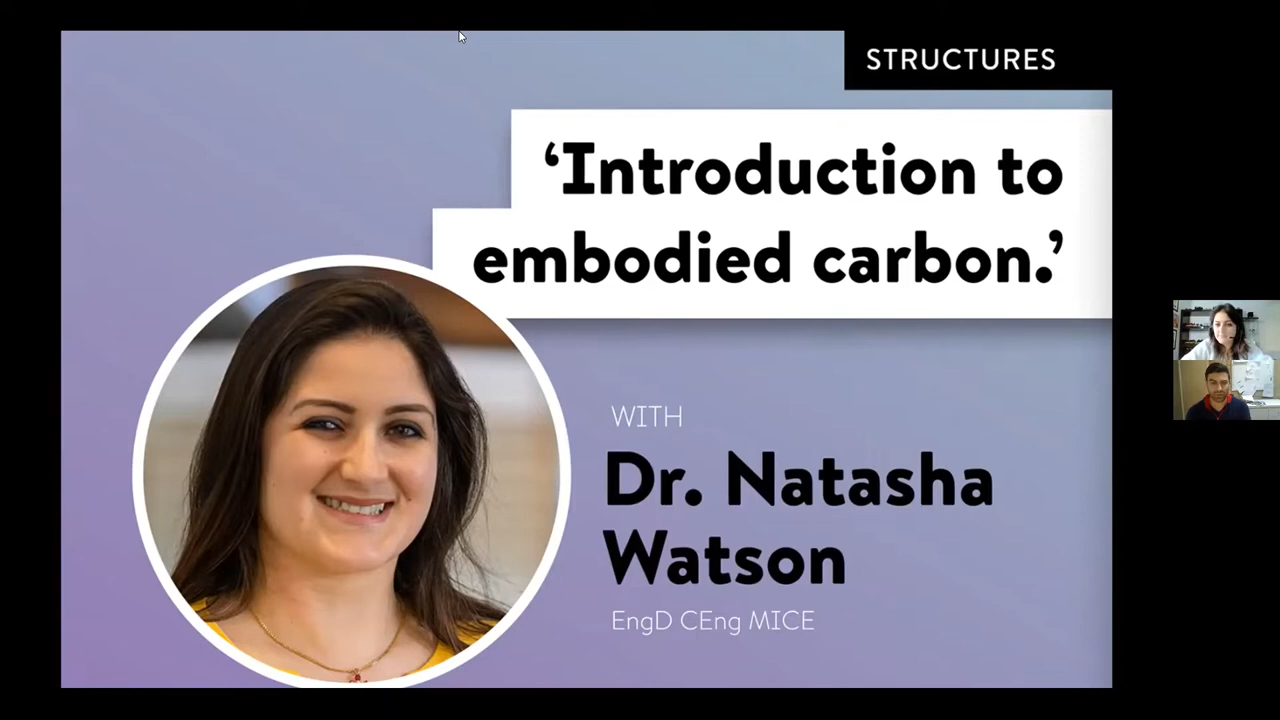 STRUCTURES
‘Introduction to
embodied carbon.’
WITH
Dr. Natasha
Watson
EngD CEng MICE